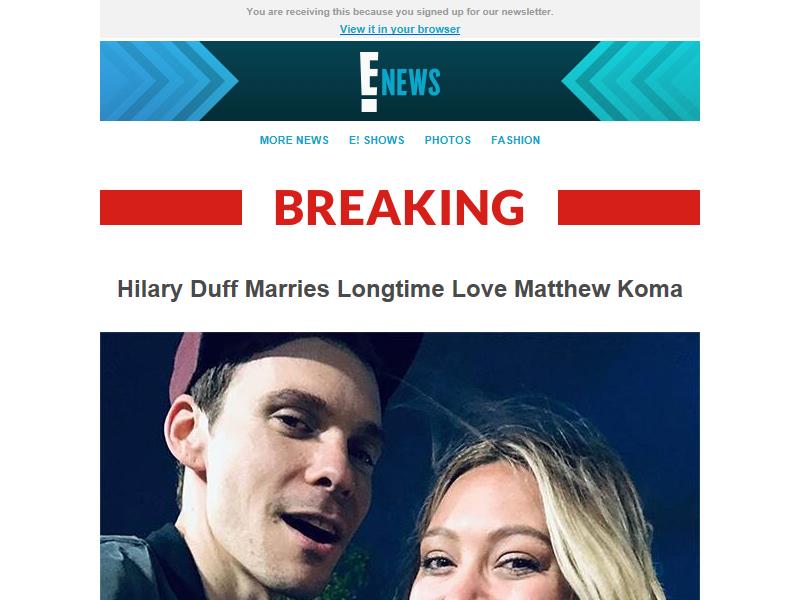 You are receiving this because you signed up for our newsletter.
View it in your browser
E! NEWS
MORE NEWS E! SHOWS PHOTOS FASHION
BREAKING
Hilary Duff Marries Longtime Love Matthew Koma